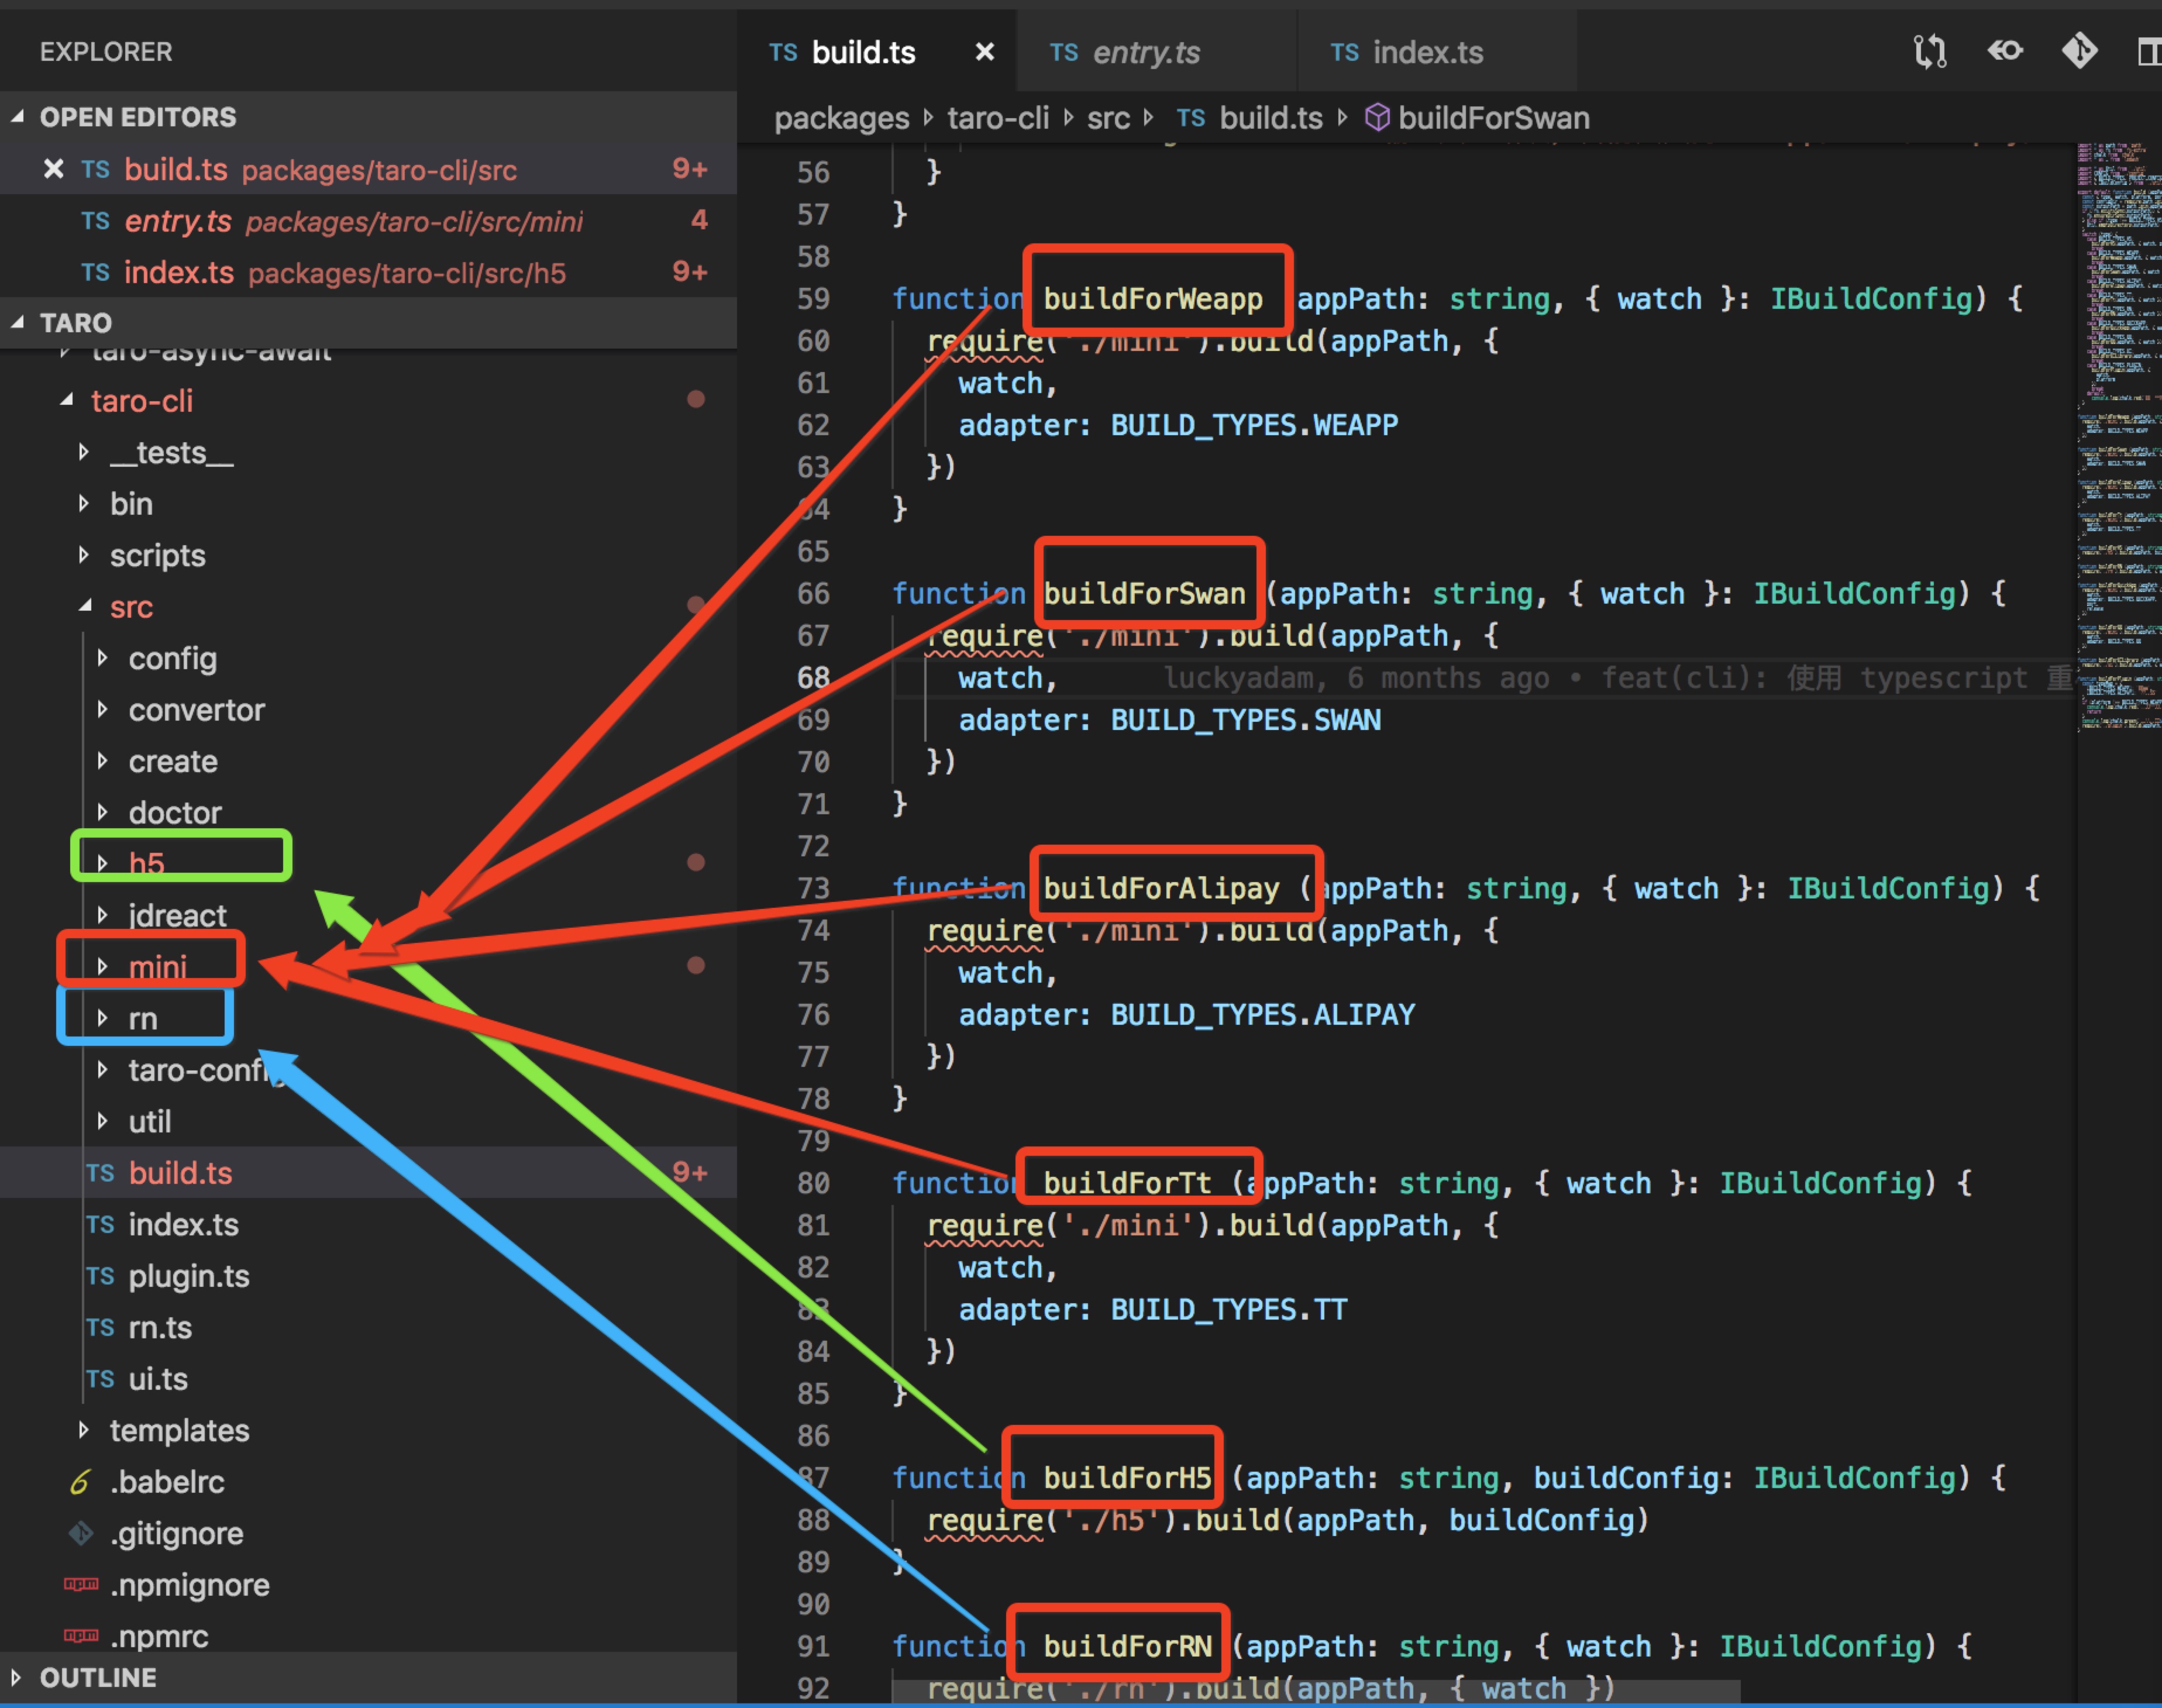 EXPLORER
OPEN EDITORS
TS build.ts packages/taro-cli/src 9+
TS entry.ts packages/taro-cli/src/mini 4
TS index.ts packages/taro-cli/src/h5 9+
TARO
taro-async-await
taro-cli
__tests__
bin
scripts
src
config
convertor
create
doctor
h5
jdreact
mini
rn
taro-config
util
TS build.ts 9+
TS index.ts
TS plugin.ts
TS rn.ts
TS ui.ts
templates
.babelrc
.gitignore
npm .npmignore
npm .npmrc
OUTLINE
TS build.ts TS entry.ts TS index.ts
packages taro-cli src TS build.ts buildForSwan
56 }
57 }
58
59 function buildForWeapp (appPath: string, { watch }: IBuildConfig) {
60 require('./mini').build(appPath, {
61 watch,
62 adapter: BUILD_TYPES.WEAPP
63 })
64 }
65
66 function buildForSwan (appPath: string, { watch }: IBuildConfig) {
67 require('./mini').build(appPath, {
68 watch, luckyadam, 6 months ago • feat(cli): 使用 typescript 重
69 adapter: BUILD_TYPES.SWAN
70 })
71 }
72
73 function buildForAlipay (appPath: string, { watch }: IBuildConfig) {
74 require('./mini').build(appPath, {
75 watch,
76 adapter: BUILD_TYPES.ALIPAY
77 })
78 }
79
80 function buildForTt (appPath: string, { watch }: IBuildConfig) {
81 require('./mini').build(appPath, {
82 watch,
83 adapter: BUILD_TYPES.TT
84 })
85 }
86
87 function buildForH5 (appPath: string, buildConfig: IBuildConfig) {
88 require('./h5').build(appPath, buildConfig)
89 }
90
91 function buildForRN (appPath: string, { watch }: IBuildConfig) {
92 require('./rn').build(appPath, { watch })